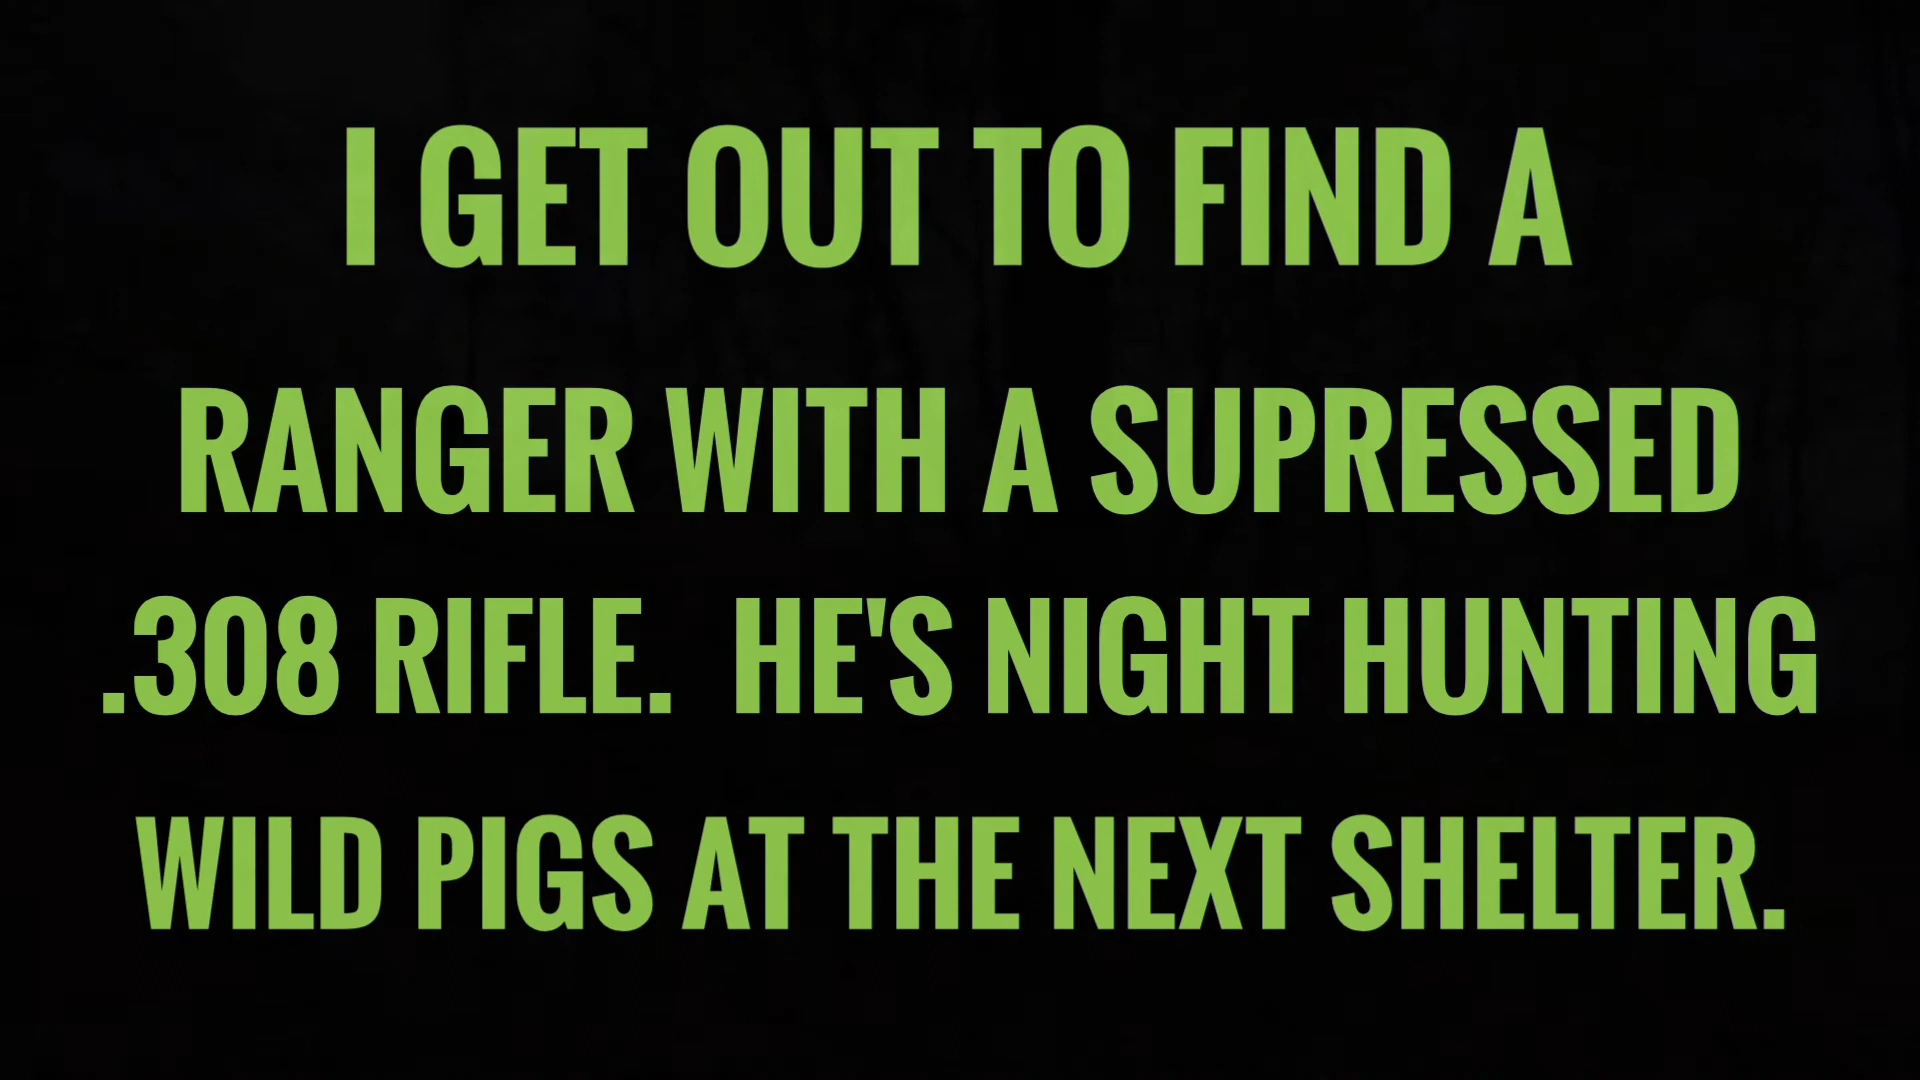 I GET OUT TO FIND A
RANGER WITH A SUPRESSED
.308 RIFLE.  HE'S NIGHT HUNTING
WILD PIGS AT THE NEXT SHELTER.